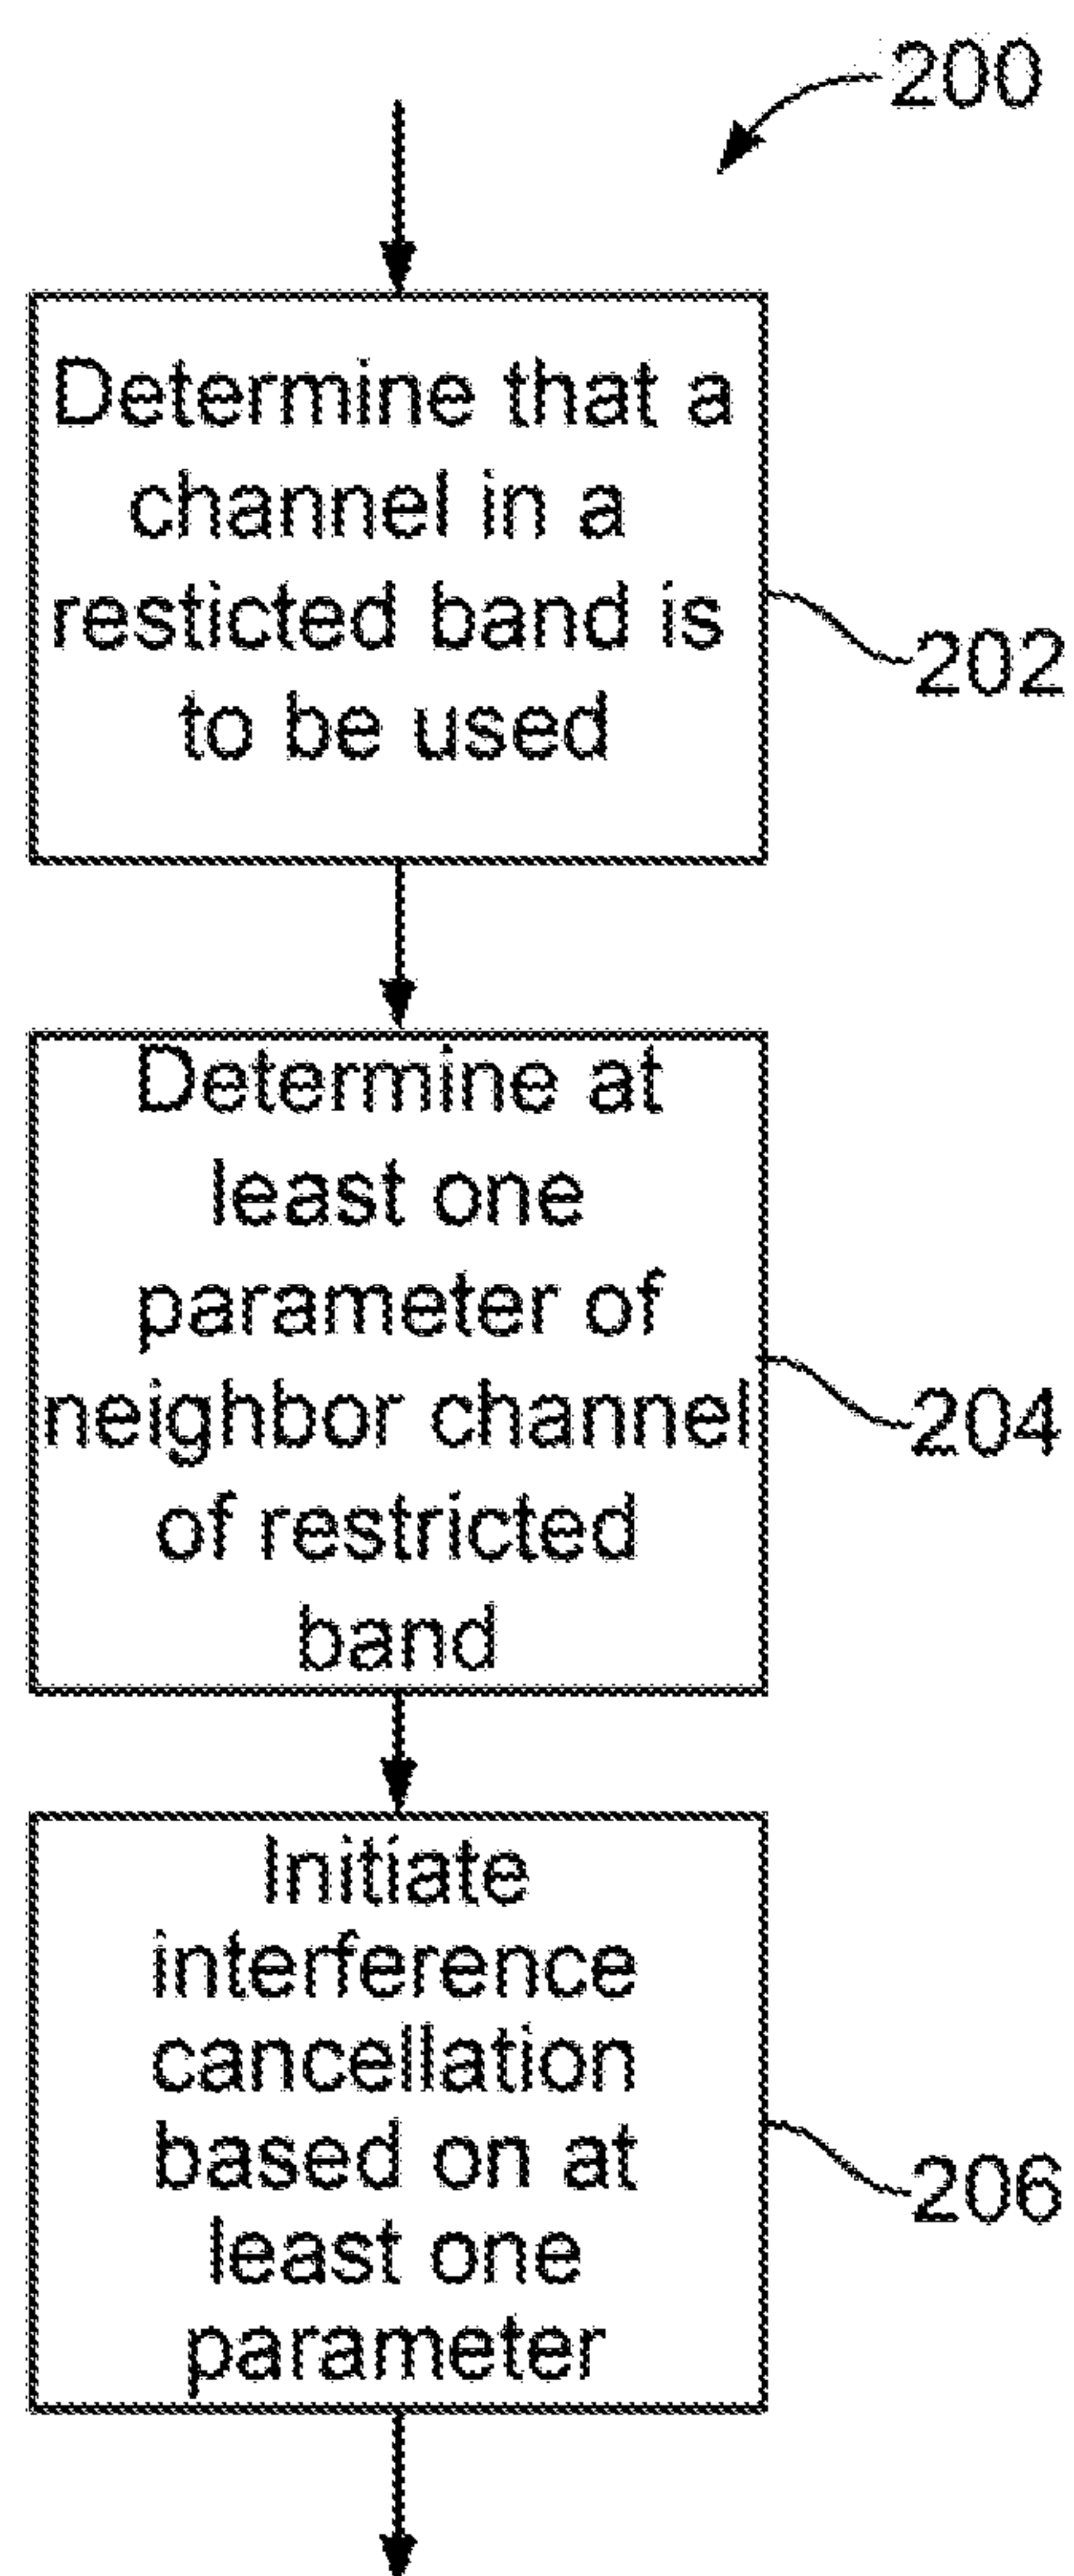 200
Determine that a
channel in a
resticted band is
to be used
202
Determine at
least one
parameter of
neighbor channel
of restricted
band
204
Initiate
interference
cancellation
based on at
least one
parameter
206